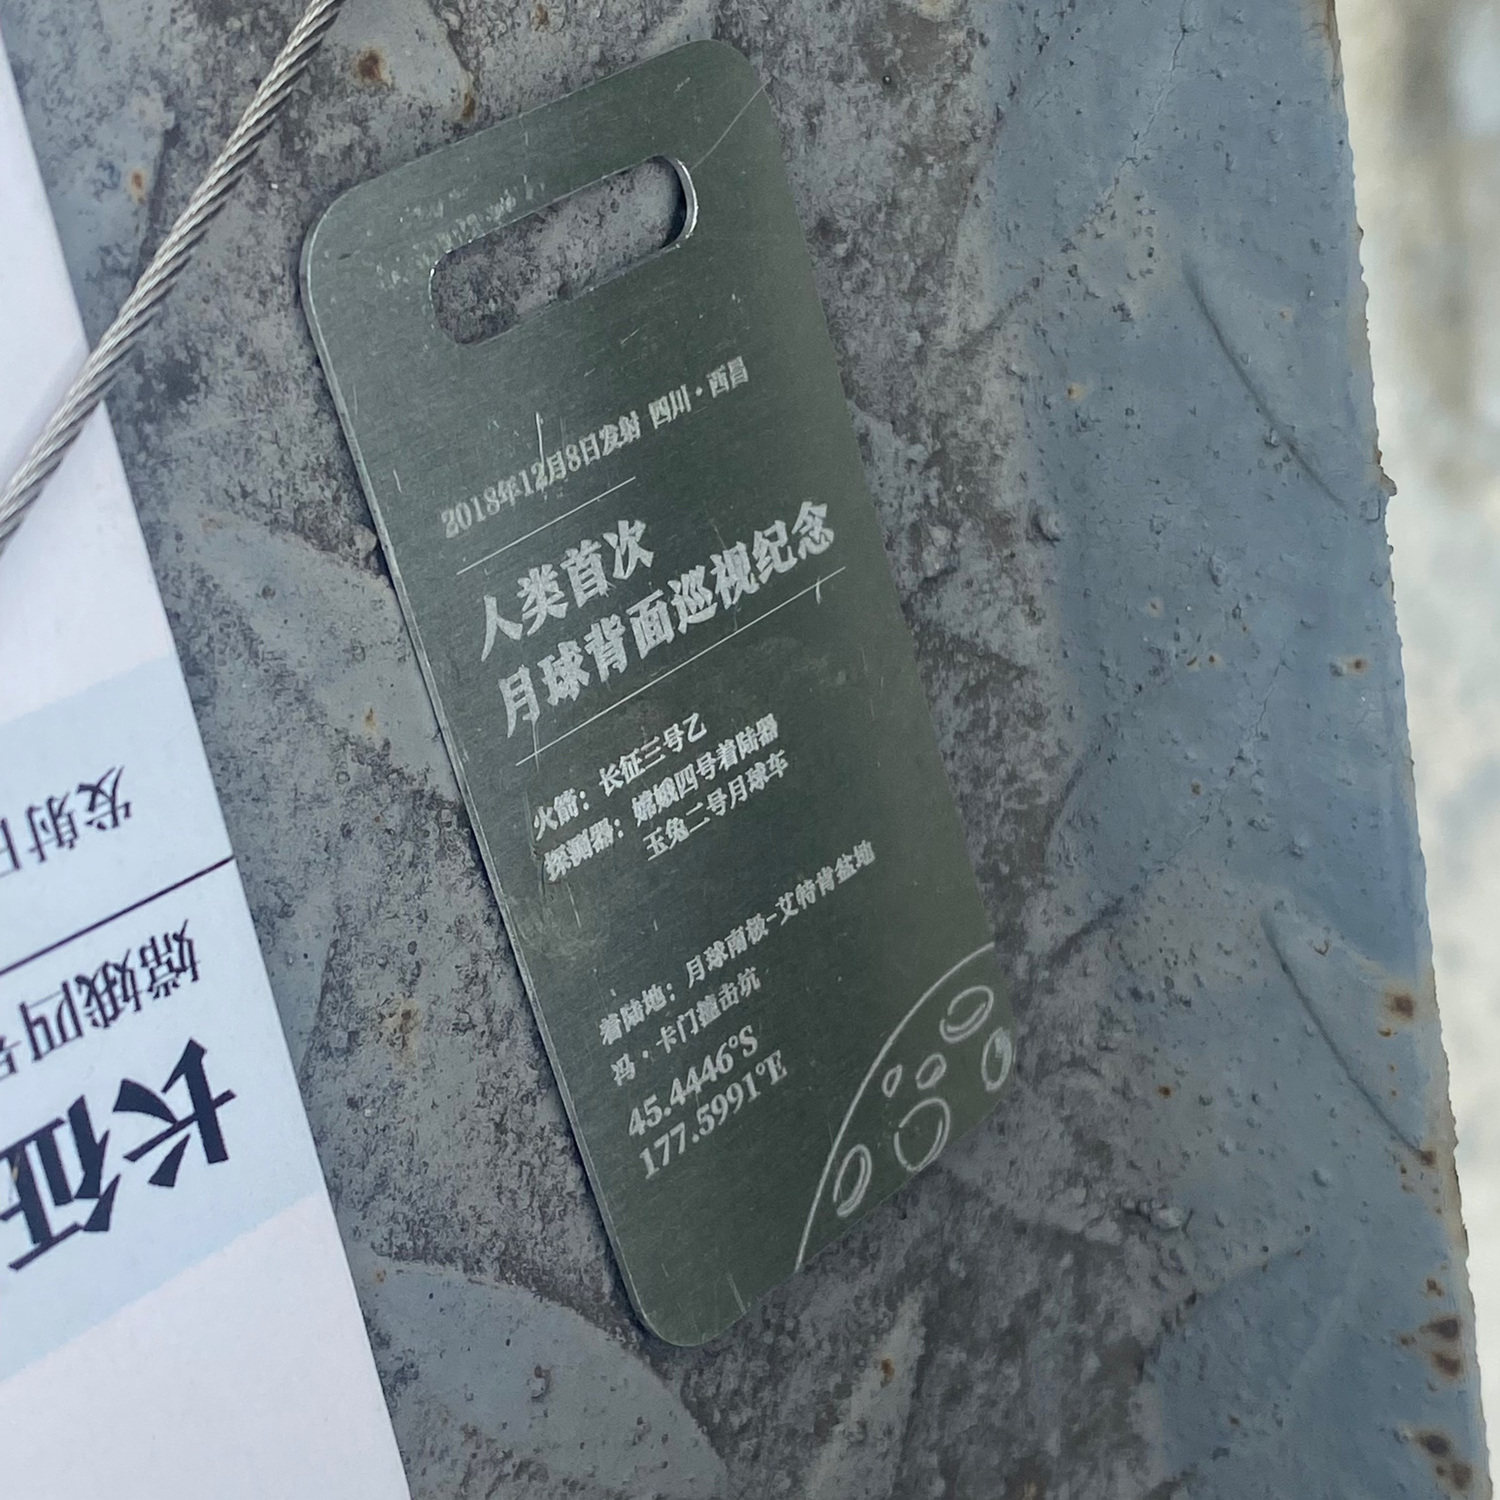 2018年12月8日发射 四川·西昌
人类首次
月球背面巡视纪念
火箭：长征三号乙
探测器：嫦娥四号着陆器
玉兔二号月球车
着陆地：月球南极-艾特肯盆地
冯·卡门撞击坑
45.4446°S
177.5991°E
长征
嫦娥四号
发射日